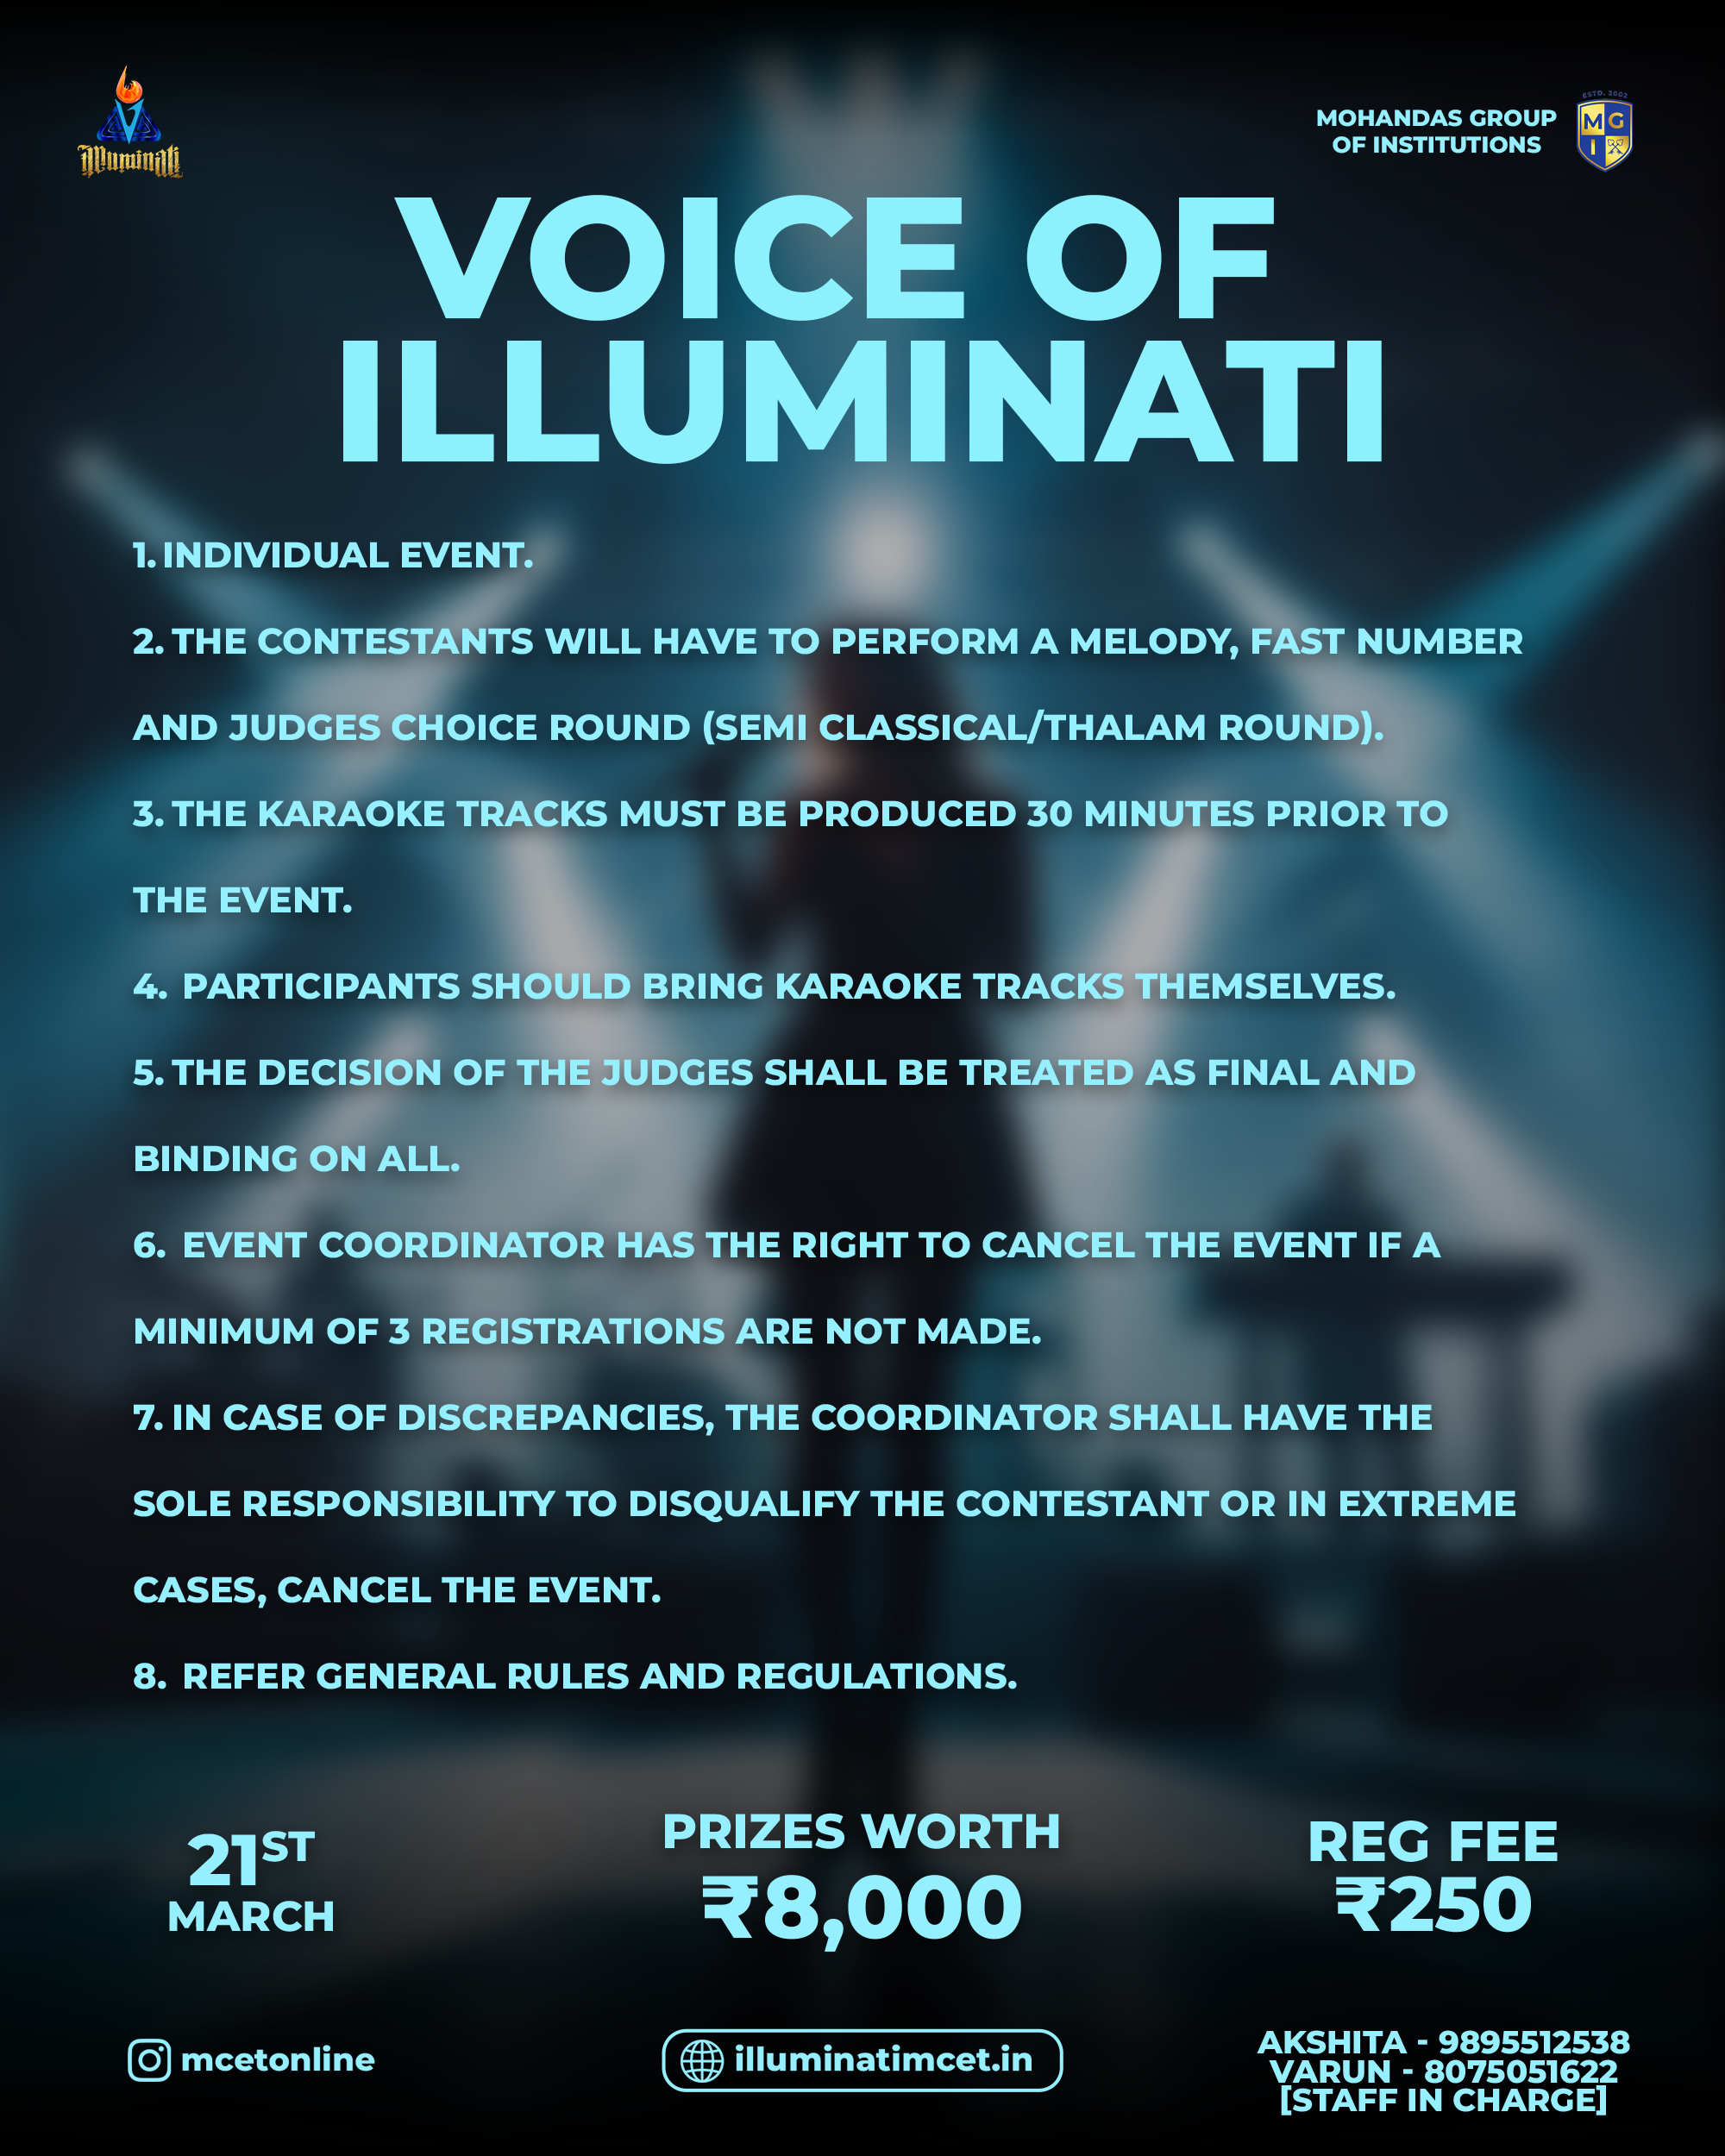 Illuminati
MOHANDAS GROUP
OF INSTITUTIONS
ESTD. 2002
M G
I
VOICE OF
ILLUMINATI
1. INDIVIDUAL EVENT.
2. THE CONTESTANTS WILL HAVE TO PERFORM A MELODY, FAST NUMBER
AND JUDGES CHOICE ROUND (SEMI CLASSICAL/THALAM ROUND).
3. THE KARAOKE TRACKS MUST BE PRODUCED 30 MINUTES PRIOR TO
THE EVENT.
4. PARTICIPANTS SHOULD BRING KARAOKE TRACKS THEMSELVES.
5. THE DECISION OF THE JUDGES SHALL BE TREATED AS FINAL AND
BINDING ON ALL.
6. EVENT COORDINATOR HAS THE RIGHT TO CANCEL THE EVENT IF A
MINIMUM OF 3 REGISTRATIONS ARE NOT MADE.
7. IN CASE OF DISCREPANCIES, THE COORDINATOR SHALL HAVE THE
SOLE RESPONSIBILITY TO DISQUALIFY THE CONTESTANT OR IN EXTREME
CASES, CANCEL THE EVENT.
8. REFER GENERAL RULES AND REGULATIONS.
21ST
MARCH
PRIZES WORTH
₹8,000
REG FEE
₹250
mcetonline
illuminatimcet.in
AKSHITA - 9895512538
VARUN - 8075051622
[STAFF IN CHARGE]